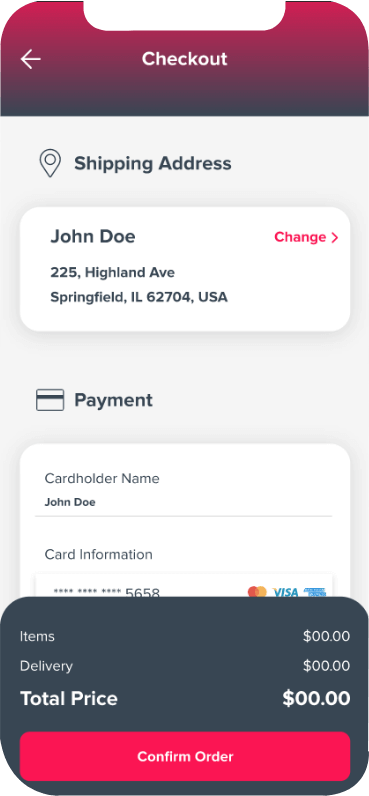 Checkout
Shipping Address
John Doe
Change >
225, Highland Ave
Springfield, IL 62704, USA
Payment
Cardholder Name
John Doe
Card Information
**** **** **** 5658
VISA
Items $00.00
Delivery $00.00
Total Price $00.00
Confirm Order